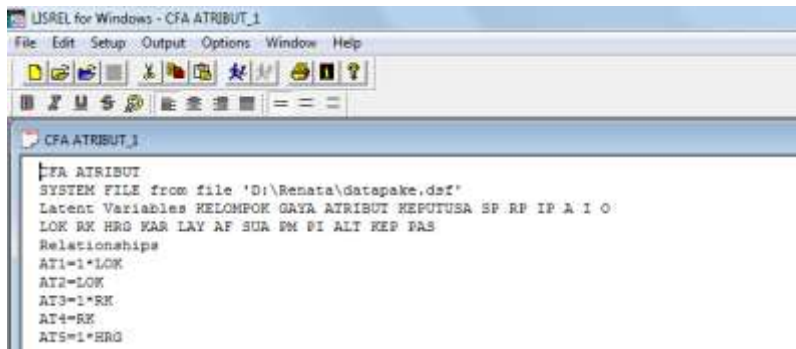 LISREL for Windows - CFA ATRIBUT_1
File Edit Setup Output Options Window Help
B I U S
CFA ATRIBUT_1
CFA ATRIBUT
SYSTEM FILE from file 'D:\Renata\datapake.dsf'
Latent Variables KELOMPOK GAYA ATRIBUT KEPUTUSA SP RP IP A I O
LOK RK HRG KAR LAY AF SUA PM PI ALT KEP PAS
Relationships
AT1=1*LOK
AT2=LOK
AT3=1*RK
AT4=RK
AT5=1*HRG